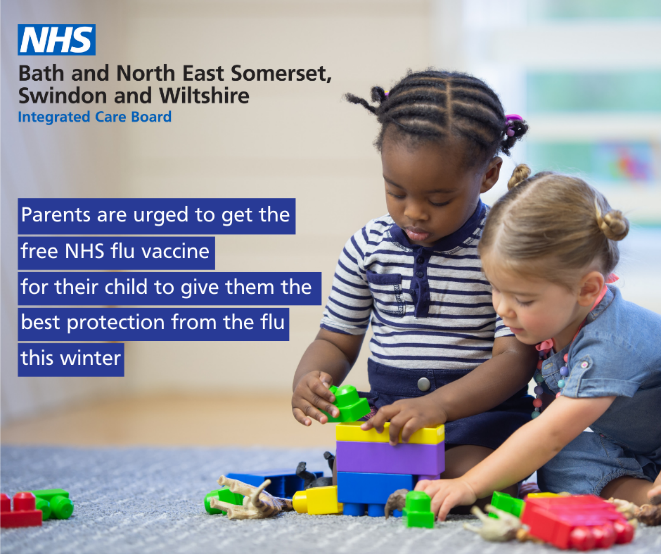 NHS
Bath and North East Somerset,
Swindon and Wiltshire
Integrated Care Board
Parents are urged to get the
free NHS flu vaccine
for their child to give them the
best protection from the flu
this winter